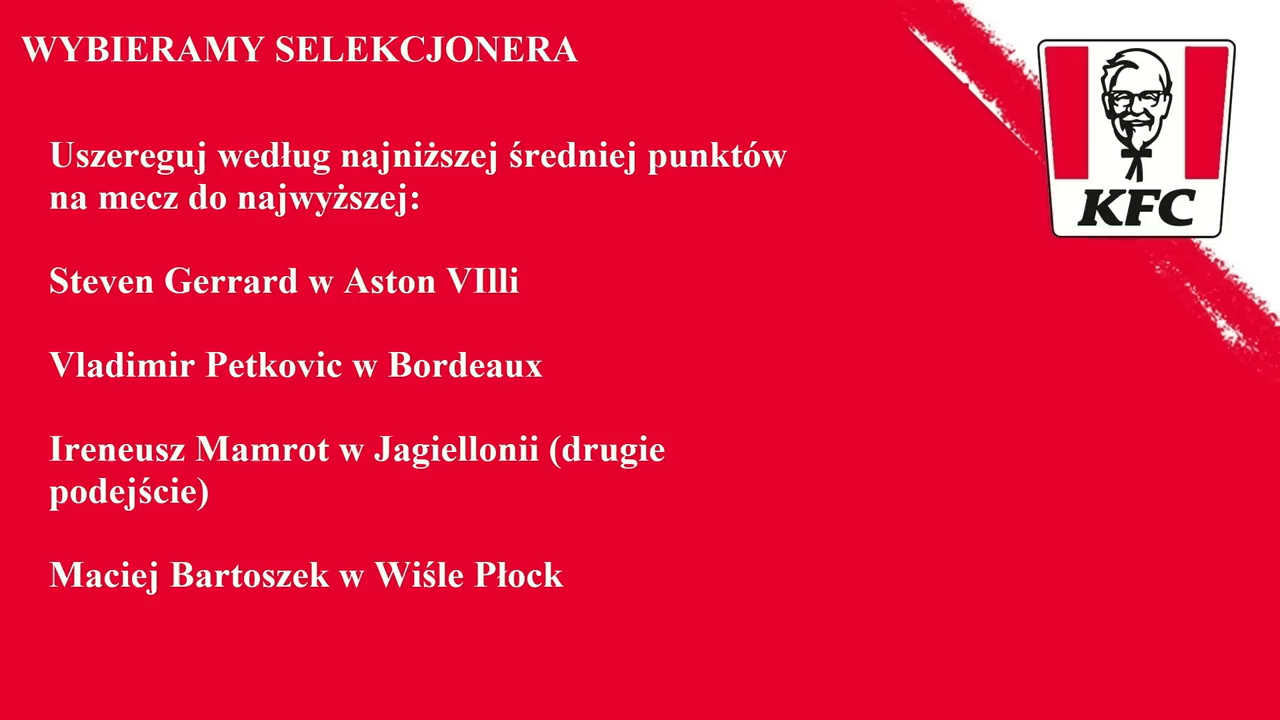 WYBIERAMY SELEKCJONERA
Uszereguj według najniższej średniej punktów
na mecz do najwyższej:
Steven Gerrard w Aston VIlli
Vladimir Petkovic w Bordeaux
Ireneusz Mamrot w Jagiellonii (drugie
podejście)
Maciej Bartoszek w Wiśle Płock
KFC